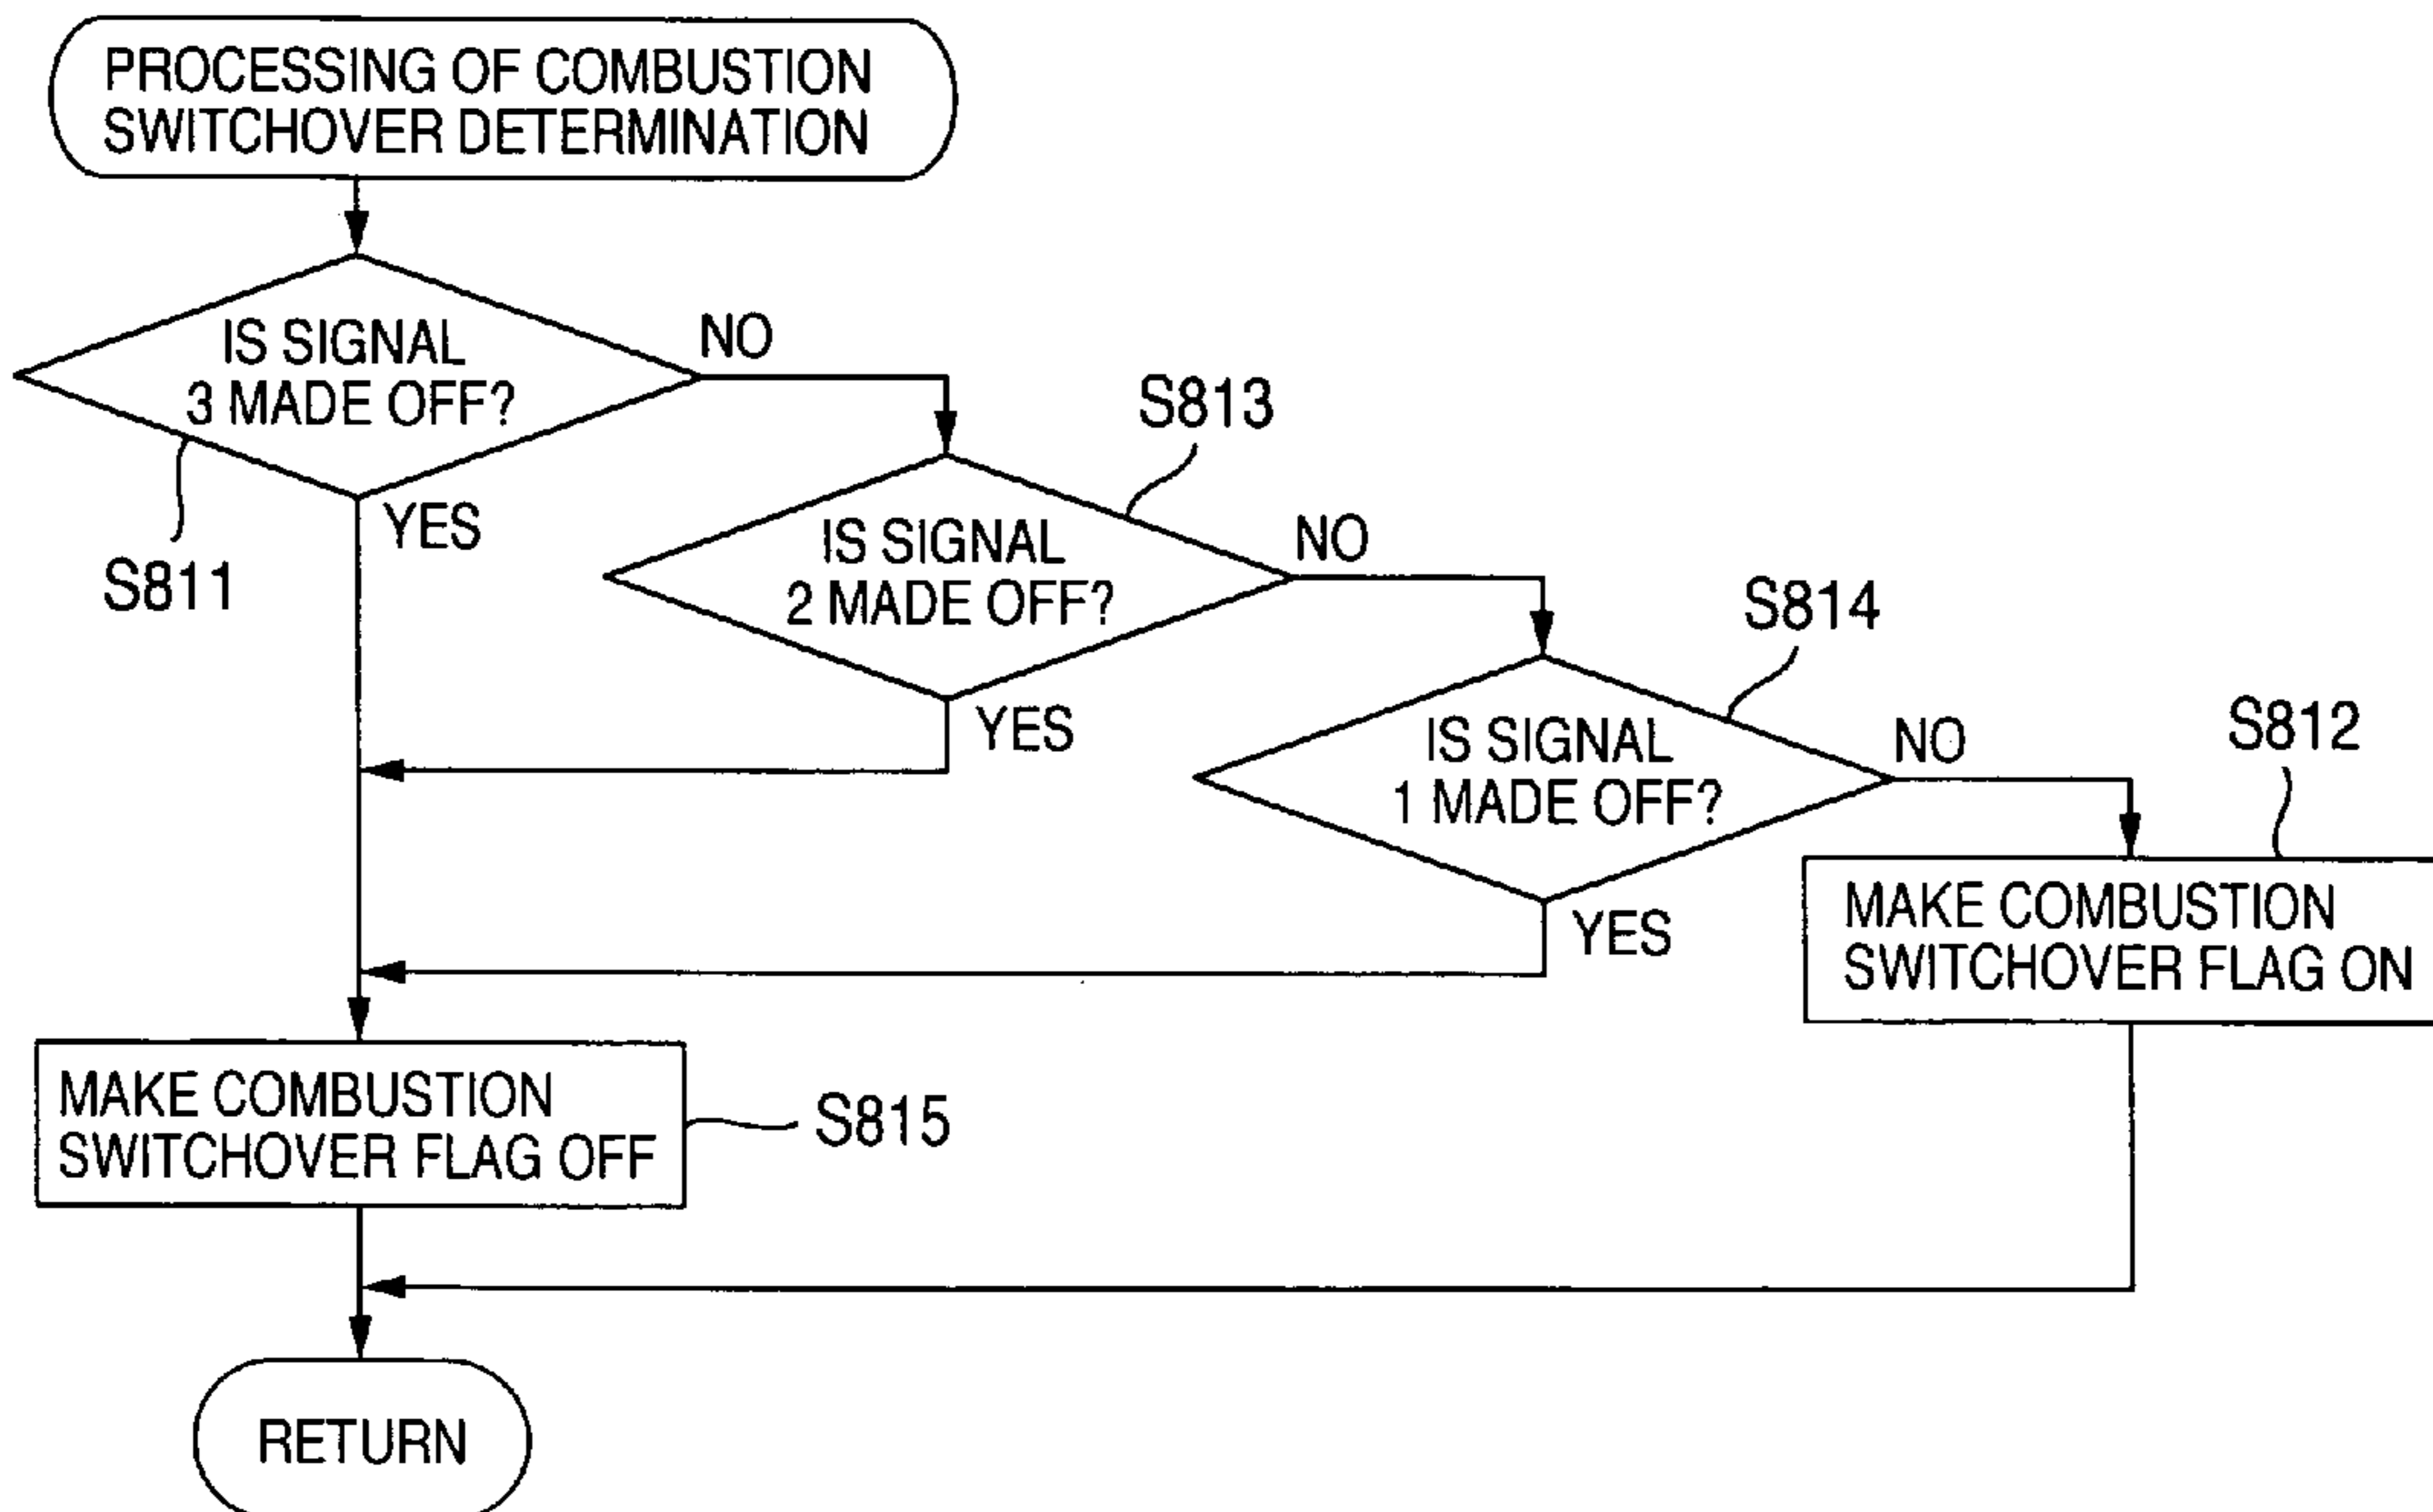 PROCESSING OF COMBUSTION
SWITCHOVER DETERMINATION
IS SIGNAL
3 MADE OFF?
NO
YES
S811
S813
IS SIGNAL
2 MADE OFF?
NO
YES
S814
IS SIGNAL
1 MADE OFF?
NO
YES
S812
MAKE COMBUSTION
SWITCHOVER FLAG ON
MAKE COMBUSTION
SWITCHOVER FLAG OFF
S815
RETURN